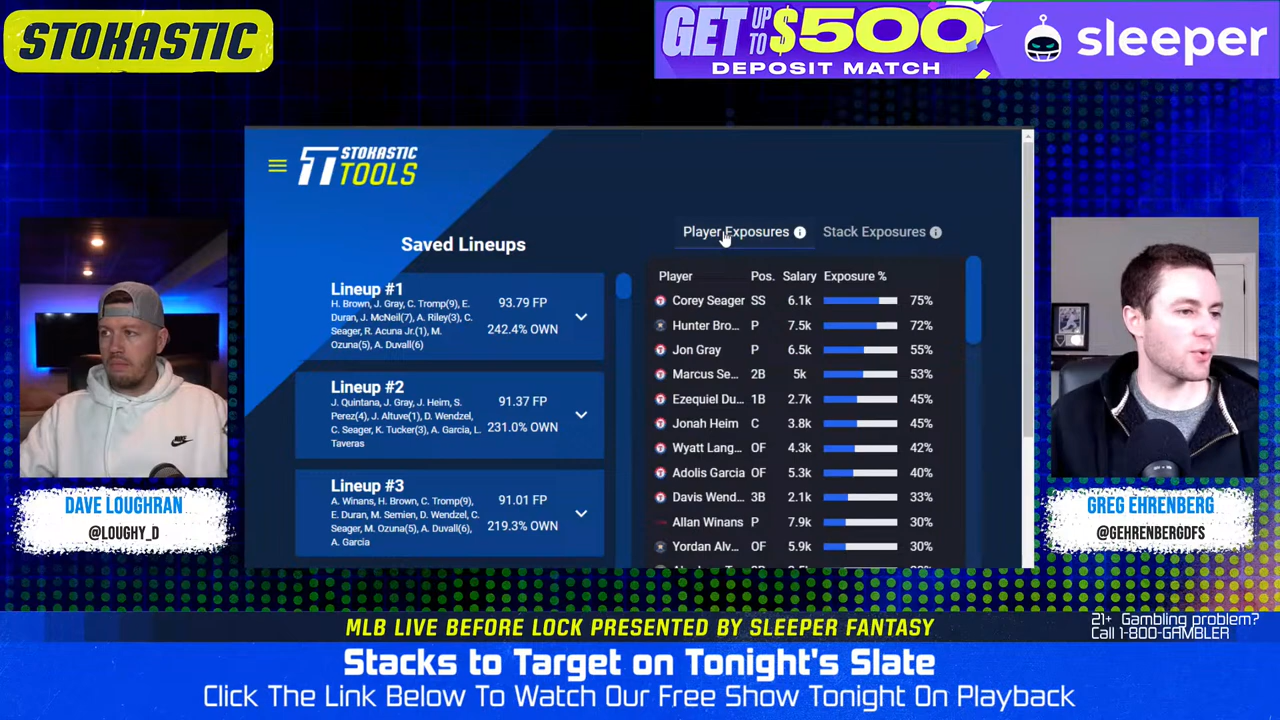 STOKASTIC
GET UP TO $500
DEPOSIT MATCH
sleeper
STOKASTIC
TOOLS
Saved Lineups
Player Exposures
Stack Exposures
Lineup #1
H. Brown, J. Gray, C. Tromp(9), E.
Duran, J. McNeil(7), A. Riley(3), C.
Seager, R. Acuna Jr.(1), M.
Ozuna(5), A. Duvall(6)
93.79 FP
242.4% OWN
Lineup #2
J. Quintana, J. Gray, J. Heim, S.
Perez(4), J. Altuve(1), D. Wendzel,
C. Seager, K. Tucker(3), A. Garcia, L.
Taveras
91.37 FP
231.0% OWN
Lineup #3
A. Winans, H. Brown, C. Tromp(9),
E. Duran, M. Semien, D. Wendzel, C.
Seager, M. Ozuna(5), A. Duvall(6),
A. Garcia
91.01 FP
219.3% OWN
Player Pos. Salary Exposure %
Corey Seager SS 6.1k 75%
Hunter Bro... P 7.5k 72%
Jon Gray P 6.5k 55%
Marcus Se... 2B 5k 53%
Ezequiel Du... 1B 2.7k 45%
Jonah Heim C 3.8k 45%
Wyatt Lang... OF 4.3k 42%
Adolis Garcia OF 5.3k 40%
Davis Wend... 3B 2.1k 33%
Allan Winans P 7.9k 30%
Yordan Alv... OF 5.9k 30%
DAVE LOUGHRAN
@LOUGHY_D
GREG EHRENBERG
@GEHRENBERGDFS
MLB LIVE BEFORE LOCK PRESENTED BY SLEEPER FANTASY
21+ Gambling problem?
Call 1-800-GAMBLER
Stacks to Target on Tonight's Slate
Click The Link Below To Watch Our Free Show Tonight On Playback